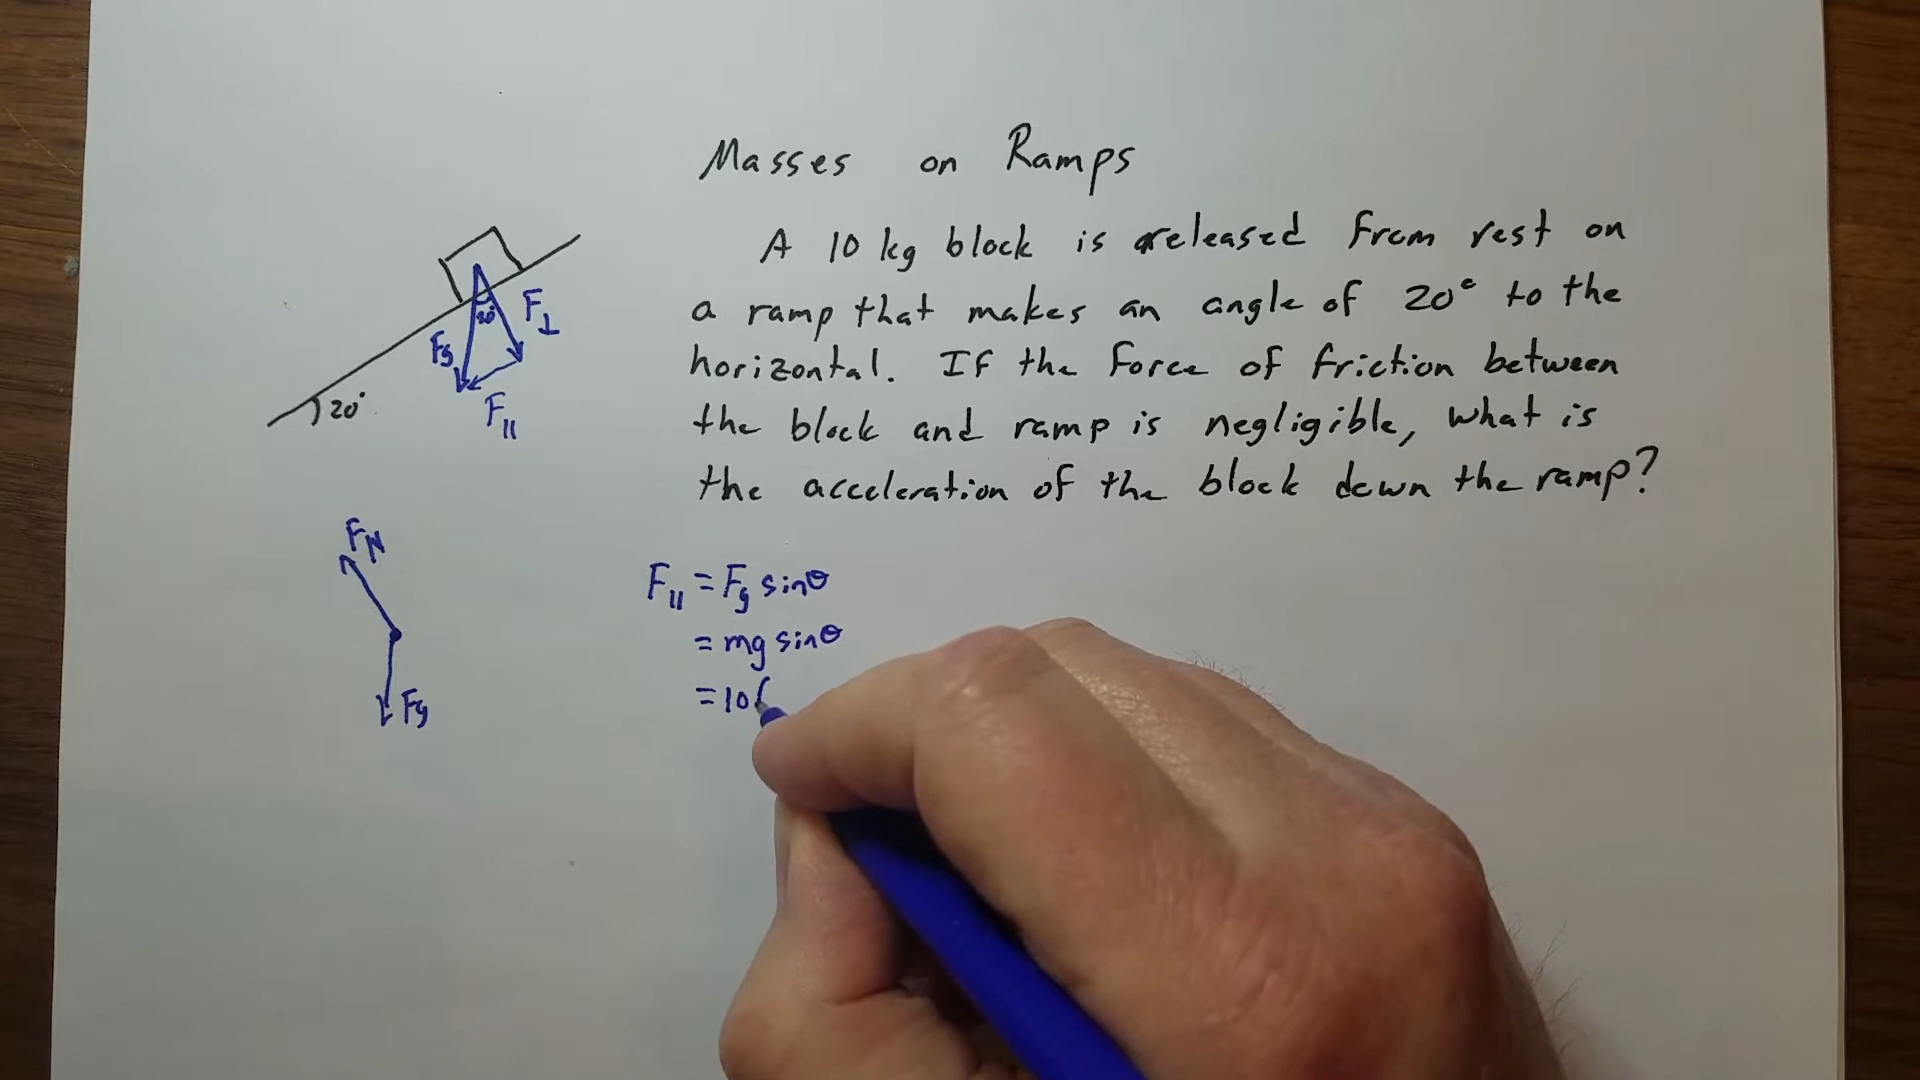 Masses on Ramps
A 10 kg block is released from rest on
a ramp that makes an angle of 20° to the
horizontal. If the force of friction between
the block and ramp is negligible, what is
the acceleration of the block down the ramp?
20°
F⊥
Fg
F||
20°
FN
Fg
F|| = Fg sinθ
= mg sinθ
= 10(